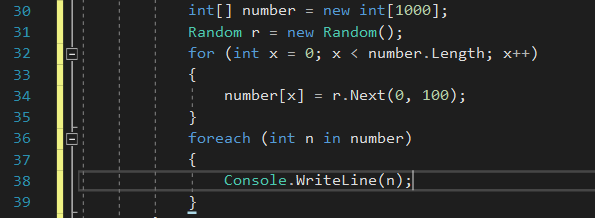 30 int[] number = new int[1000];
31 Random r = new Random();
32 for (int x = 0; x < number.Length; x++)
33 {
34 number[x] = r.Next(0, 100);
35 }
36 foreach (int n in number)
37 {
38 Console.WriteLine(n);
39 }